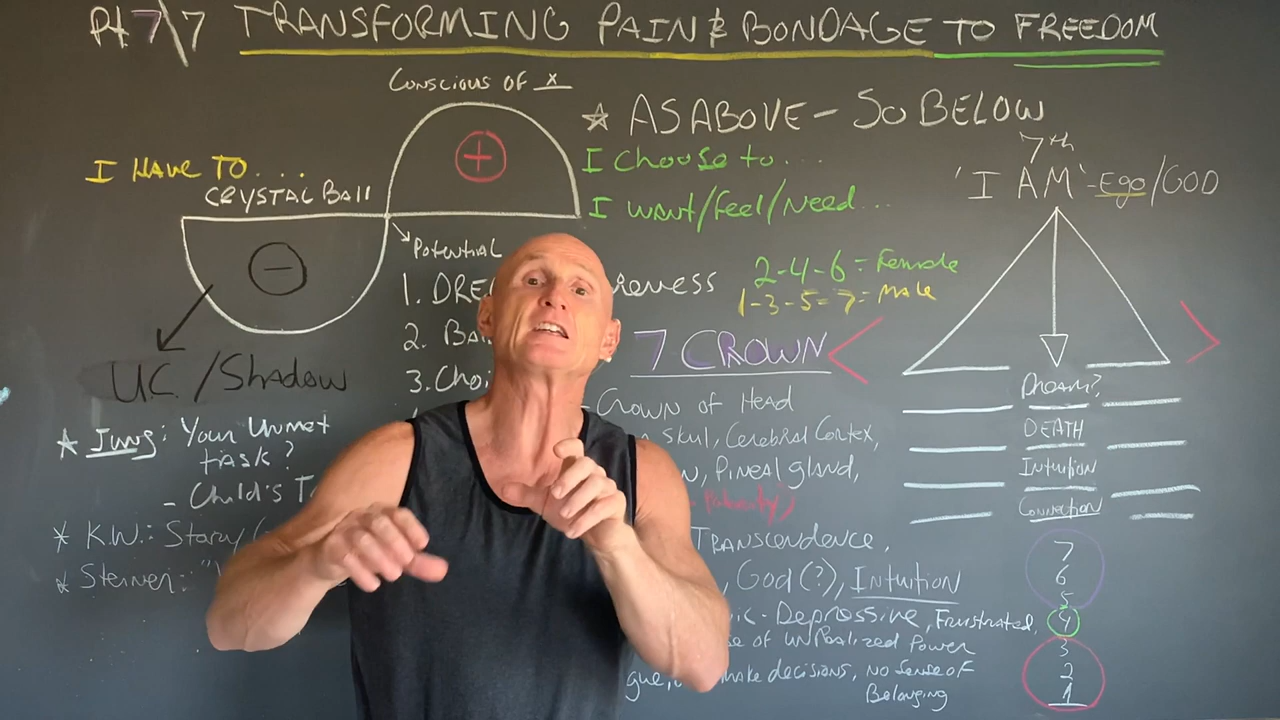 Pt 7\7 TRANSFORMING PAIN & BONDAGE TO FREEDOM
CONSCIOUS OF X
+
I HAVE TO....
CRYSTAL Ball
−
UC./Shadow
★ Jung: Your Unmet
task?
- Child's
* K.W.: Story/
* Steiner: "
★ AS ABOVE - SO BELOW
I choose to....
I want/feel/need...
Potential
1. DRE
2. Ba
3. Choi
2-4-6 = Female
1-3-5=7= Male
7 CROWN
Crown of Head
Skul, Cerebral Cortex,
Pineal gland,
TRANSCENDENCE,
God(?), Intuition
-Depressive, Frustrated,
se of unRealized Power
gue, make decisions, no Sense of
Belonging
7th
'I AM'-Ego/GOD
Dream?
DEATH
Intuition
Connection
7
6
5
4
3
2
1